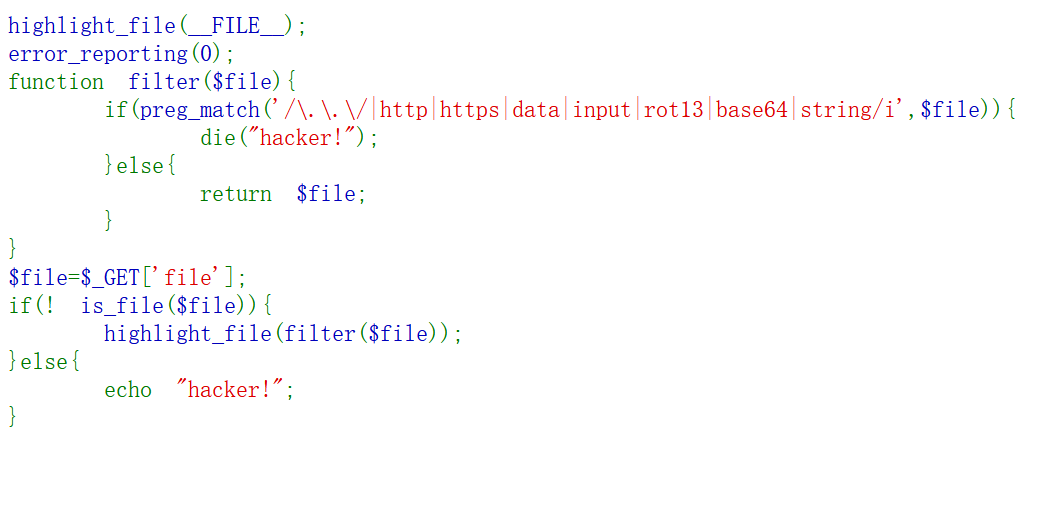 highlight_file(__FILE__);
error_reporting(0);
function filter($file){
if(preg_match('/\.\.\/|http|https|data|input|rot13|base64|string/i',$file)){
die("hacker!");
}else{
return $file;
}
}
$file=$_GET['file'];
if(! is_file($file)){
highlight_file(filter($file));
}else{
echo "hacker!";
}